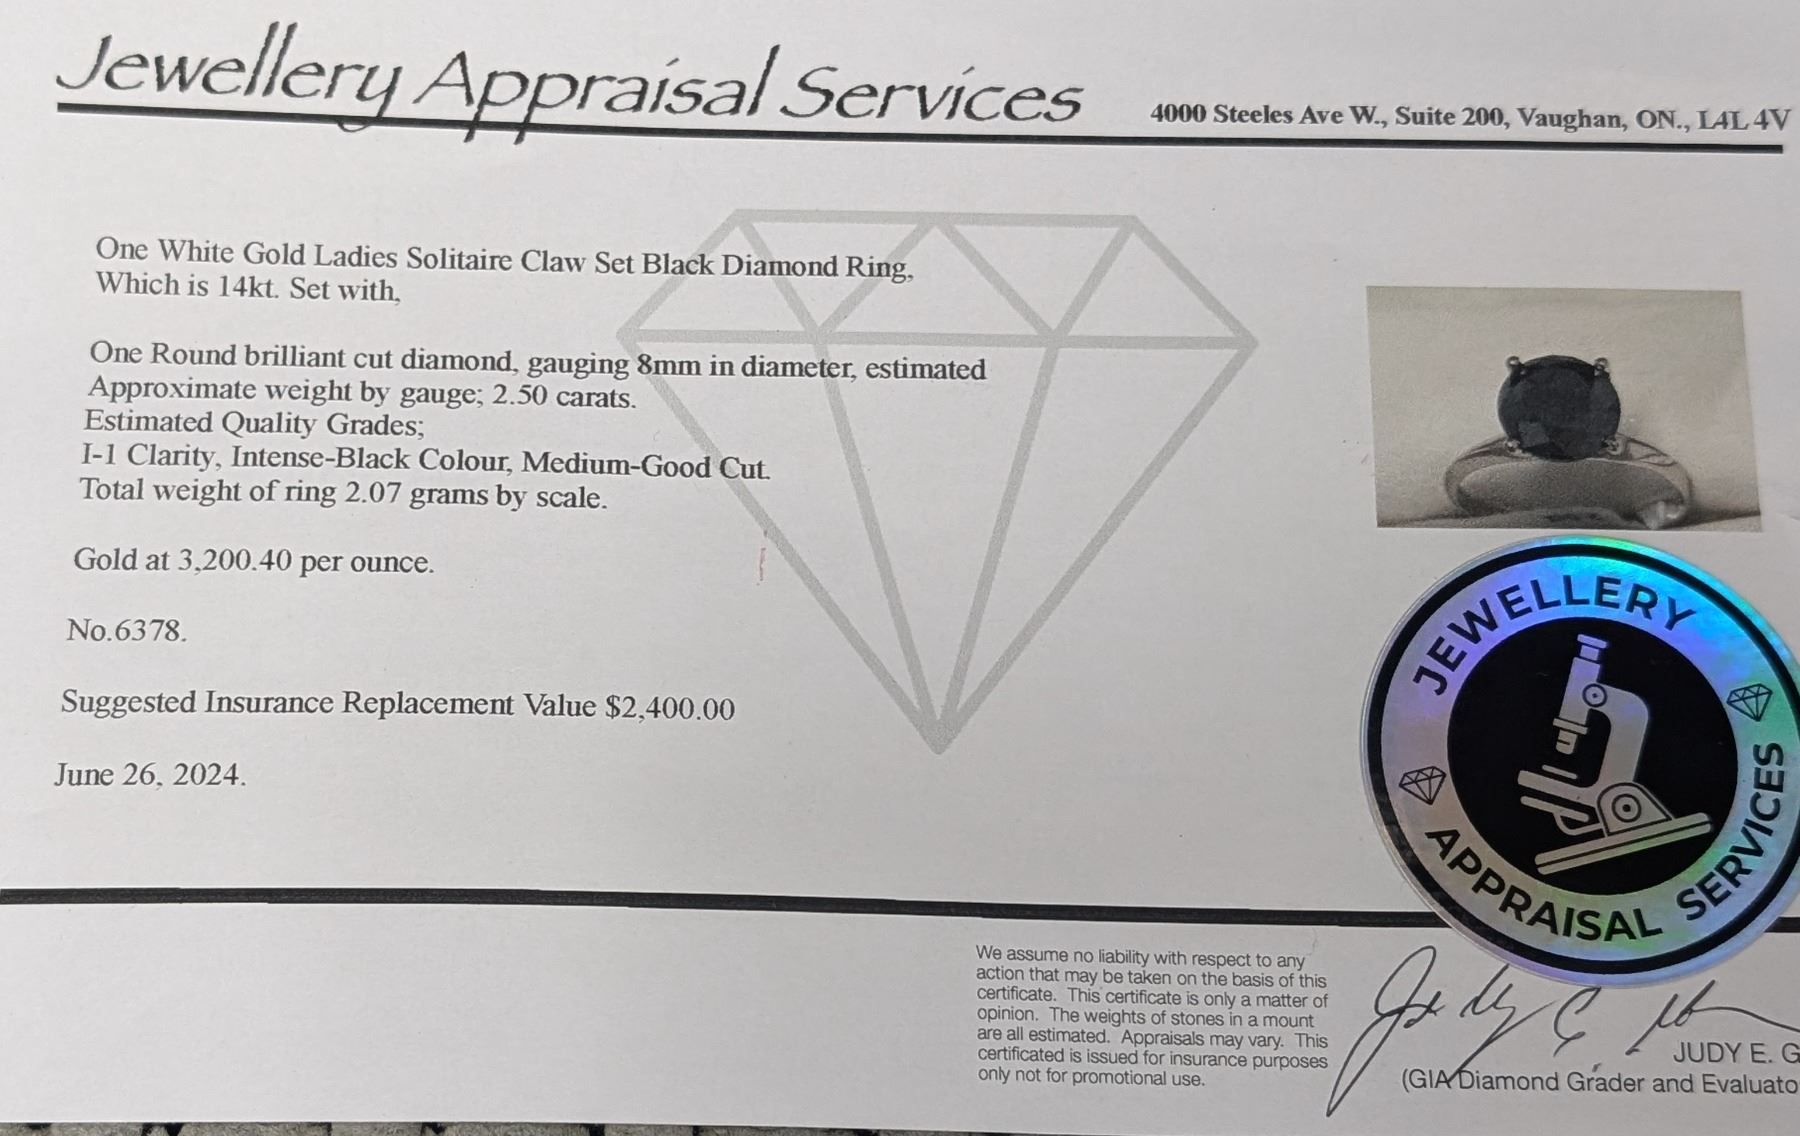 Jewellery Appraisal Services
4000 Steeles Ave W., Suite 200, Vaughan, ON., L4L 4V
One White Gold Ladies Solitaire Claw Set Black Diamond Ring,
Which is 14kt. Set with,
One Round brilliant cut diamond, gauging 8mm in diameter, estimated
Approximate weight by gauge; 2.50 carats.
Estimated Quality Grades;
I-1 Clarity, Intense-Black Colour, Medium-Good Cut.
Total weight of ring 2.07 grams by scale.
Gold at 3,200.40 per ounce.
No.6378.
Suggested Insurance Replacement Value $2,400.00
June 26, 2024.
JEWELLERY
APPRAISAL SERVICES
We assume no liability with respect to any
action that may be taken on the basis of this
certificate. This certificate is only a matter of
opinion. The weights of stones in a mount
are all estimated. Appraisals may vary. This
certificated is issued for insurance purposes
only not for promotional use.
JUDY E. G
(GIA Diamond Grader and Evaluato